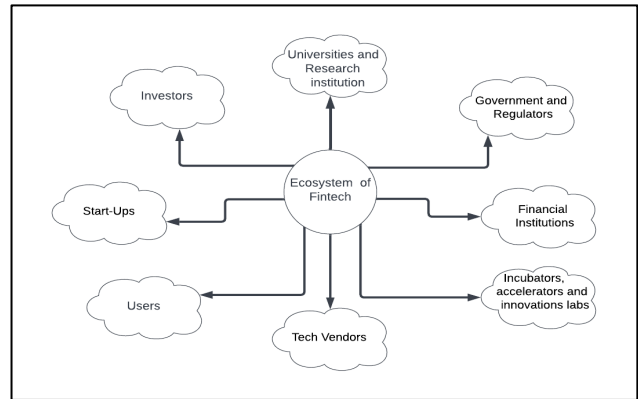 Universities and
Research
institution
Investors
Government and
Regulators
Ecosystem of
Fintech
Start-Ups
Financial
Institutions
Users
Incubators,
accelerators and
innovations labs
Tech Vendors